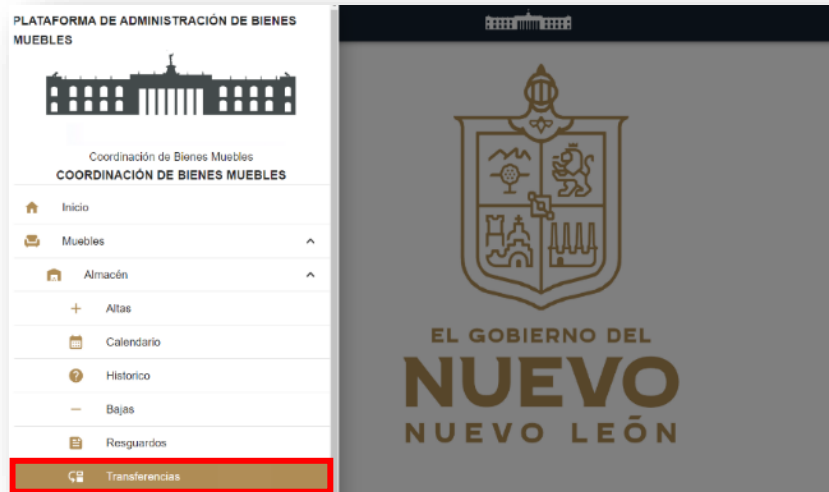 PLATAFORMA DE ADMINISTRACIÓN DE BIENES
MUEBLES
Coordinación de Bienes Muebles
COORDINACIÓN DE BIENES MUEBLES
Inicio
Muebles
Almacén
Altas
Calendario
Historico
Bajas
Resguardos
Transferencias
EL GOBIERNO DEL
NUEVO
NUEVO LEÓN